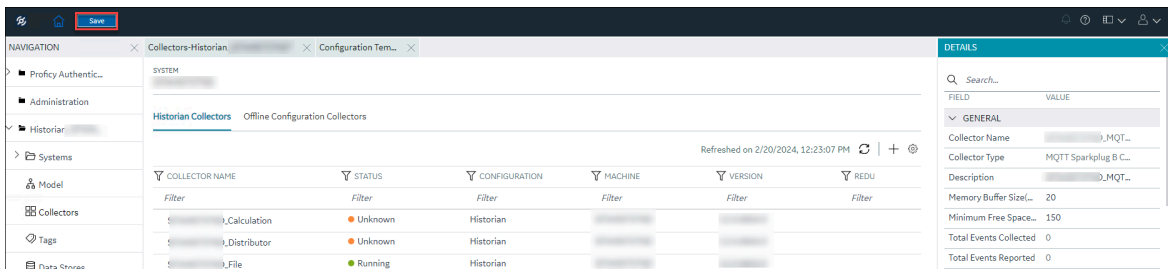 Save
NAVIGATION
Proficy Authentic...
Administration
Historian
Systems
Model
Collectors
Tags
Data Stores
Collectors-Historian
Configuration Tem...
SYSTEM
Historian Collectors Offline Configuration Collectors
Refreshed on 2/20/2024, 12:23:07 PM
COLLECTOR NAME STATUS CONFIGURATION MACHINE VERSION REDU
Filter Filter Filter Filter Filter Filter
_Calculation Unknown Historian
_Distributor Unknown Historian
_File Running Historian
DETAILS
Search...
FIELD VALUE
GENERAL
Collector Name _MQT...
Collector Type MQTT Sparkplug B C...
Description _MQT...
Memory Buffer Size(... 20
Minimum Free Space... 150
Total Events Collected 0
Total Events Reported 0